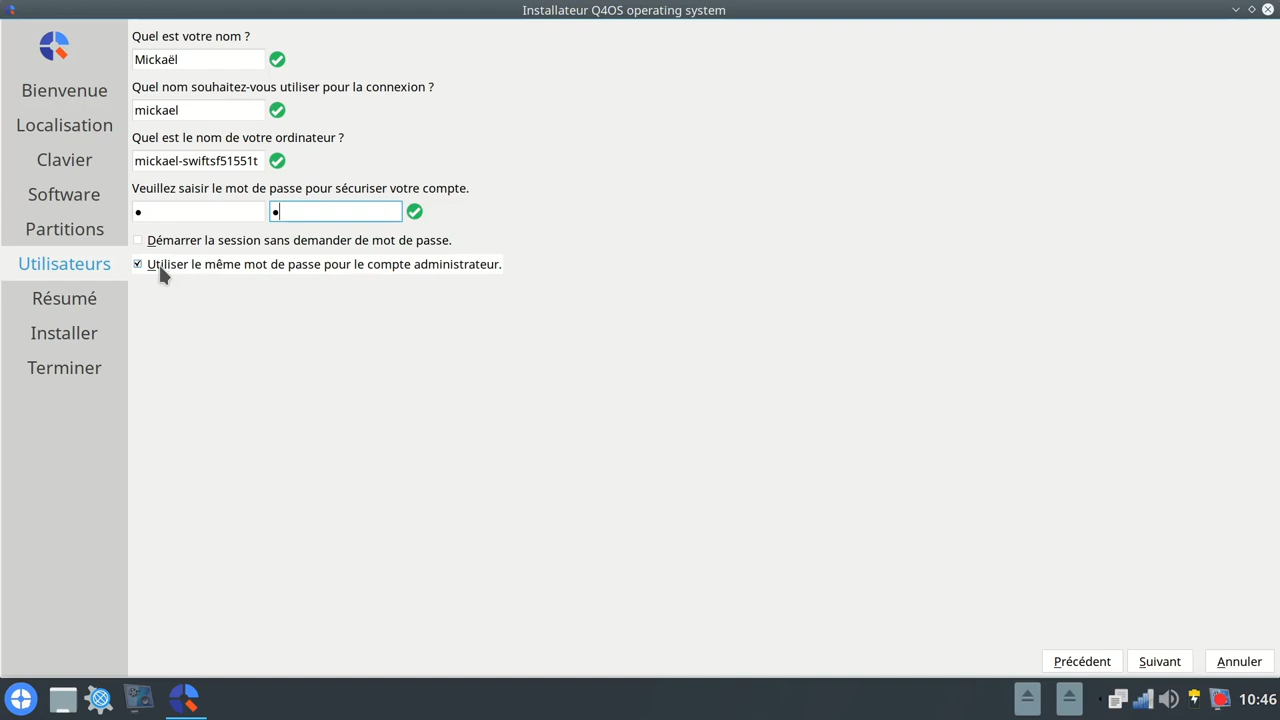 Installateur Q4OS operating system
Quel est votre nom ?
Mickaël
Quel nom souhaitez-vous utiliser pour la connexion ?
mickael
Quel est le nom de votre ordinateur ?
mickael-swiftsf51551t
Veuillez saisir le mot de passe pour sécuriser votre compte.
● ●
Démarrer la session sans demander de mot de passe.
Utiliser le même mot de passe pour le compte administrateur.
Bienvenue
Localisation
Clavier
Software
Partitions
Utilisateurs
Résumé
Installer
Terminer
Précédent Suivant Annuler
10:46